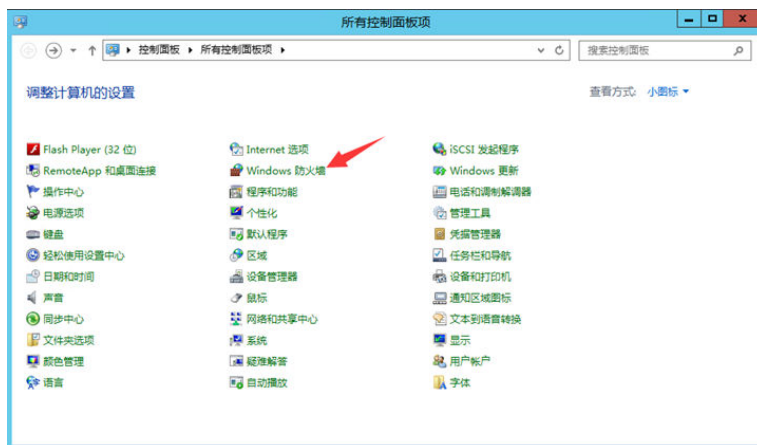 所有控制面板项
控制面板 ▸ 所有控制面板项 ▸
搜索控制面板
调整计算机的设置
查看方式: 小图标
Flash Player (32 位)
Internet 选项
iSCSI 发起程序
RemoteApp 和桌面连接
Windows 防火墙
Windows 更新
操作中心
程序和功能
电话和调制解调器
电源选项
个性化
管理工具
键盘
默认程序
凭据管理器
轻松使用设置中心
区域
任务栏和导航
日期和时间
设备管理器
设备和打印机
声音
鼠标
通知区域图标
同步中心
网络和共享中心
文本到语音转换
文件夹选项
系统
显示
颜色管理
疑难解答
用户帐户
语言
自动播放
字体